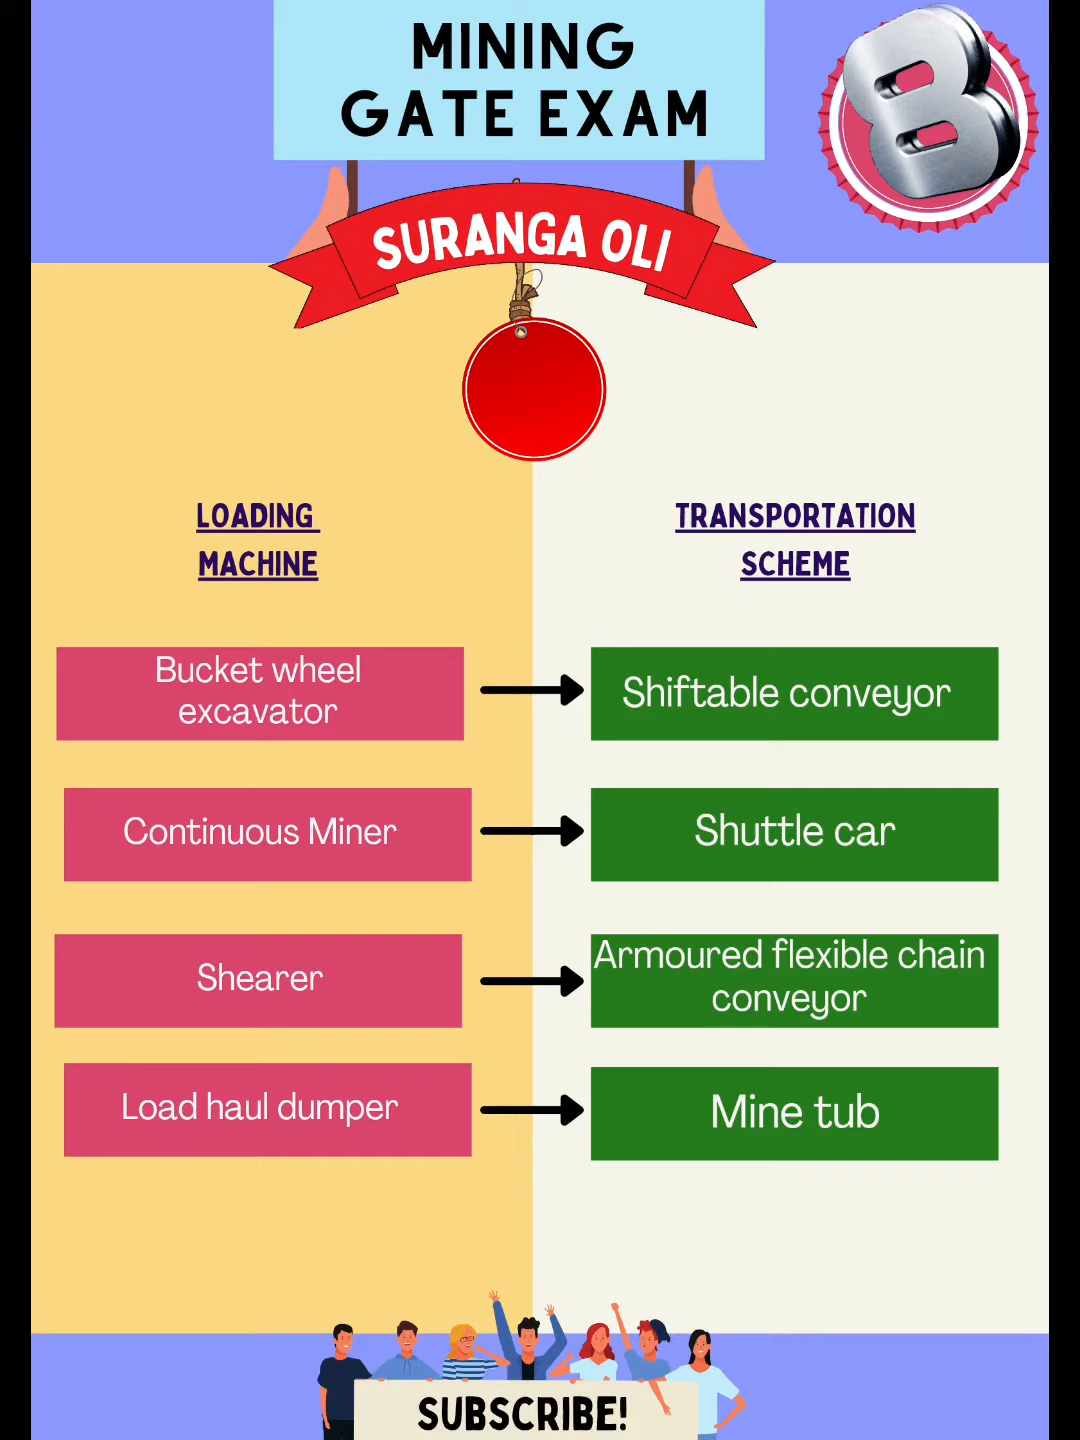 MINING
GATE EXAM
8
SURANGA OLI
LOADING
MACHINE
TRANSPORTATION
SCHEME
Bucket wheel
excavator
Shiftable conveyor
Continuous Miner
Shuttle car
Shearer
Armoured flexible chain
conveyor
Load haul dumper
Mine tub
SUBSCRIBE!